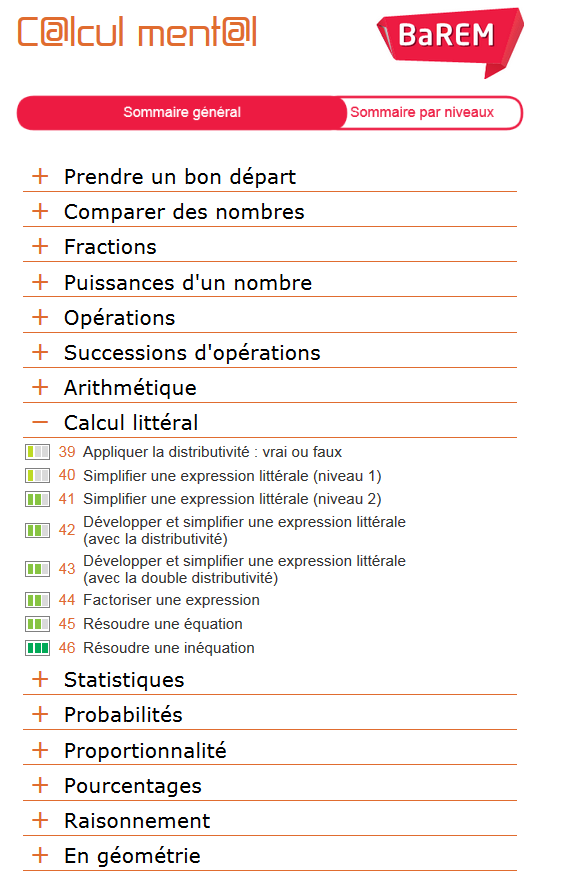 C@lcul ment@l
BaREM
Sommaire général
Sommaire par niveaux
+ Prendre un bon départ
+ Comparer des nombres
+ Fractions
+ Puissances d'un nombre
+ Opérations
+ Successions d'opérations
+ Arithmétique
− Calcul littéral
39 Appliquer la distributivité : vrai ou faux
40 Simplifier une expression littérale (niveau 1)
41 Simplifier une expression littérale (niveau 2)
42 Développer et simplifier une expression littérale
(avec la distributivité)
43 Développer et simplifier une expression littérale
(avec la double distributivité)
44 Factoriser une expression
45 Résoudre une équation
46 Résoudre une inéquation
+ Statistiques
+ Probabilités
+ Proportionnalité
+ Pourcentages
+ Raisonnement
+ En géométrie